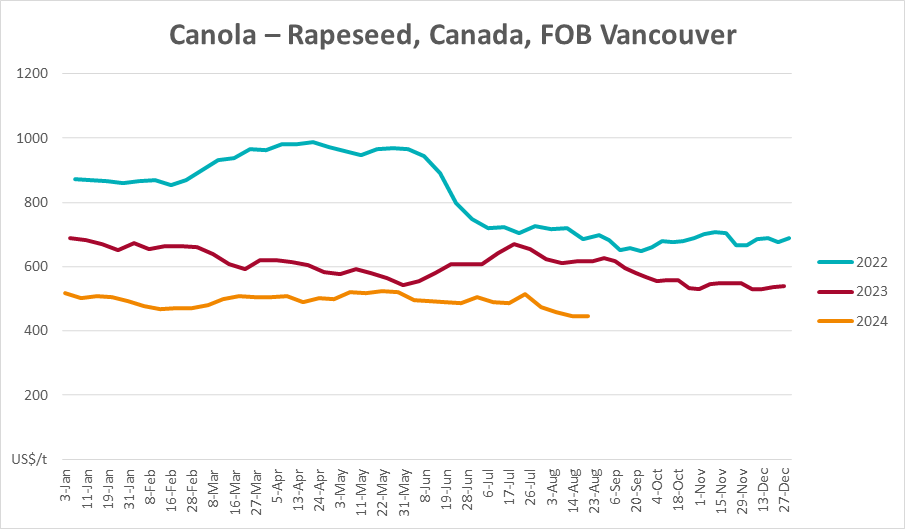 Canola – Rapeseed, Canada, FOB Vancouver
1200
1000
800
600
400
200
US$/t
2022
2023
2024
3-Jan
11-Jan
19-Jan
31-Jan
8-Feb
16-Feb
28-Feb
8-Mar
16-Mar
27-Mar
5-Apr
13-Apr
24-Apr
3-May
11-May
22-May
31-May
8-Jun
19-Jun
28-Jun
6-Jul
17-Jul
26-Jul
3-Aug
14-Aug
23-Aug
6-Sep
20-Sep
4-Oct
18-Oct
1-Nov
15-Nov
29-Nov
13-Dec
27-Dec